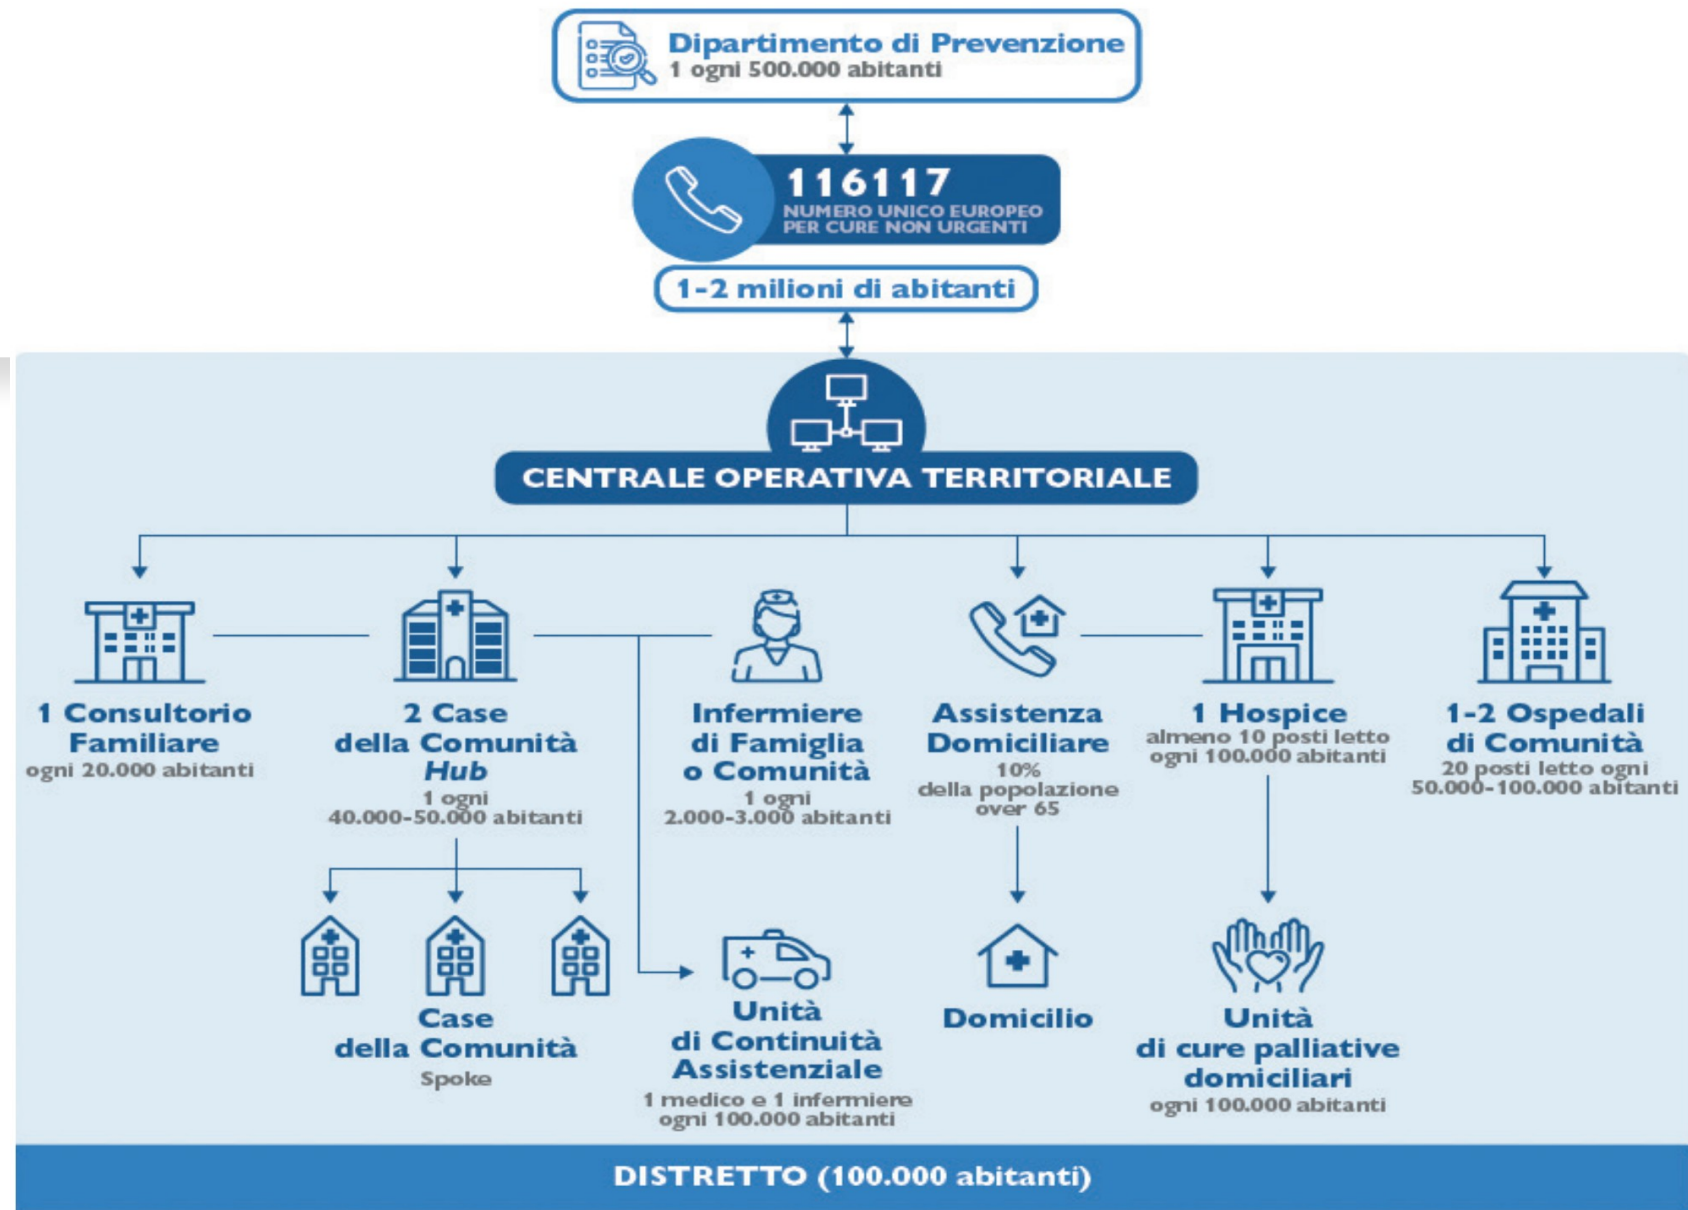 Dipartimento di Prevenzione
1 ogni 500.000 abitanti
116117
NUMERO UNICO EUROPEO
PER CURE NON URGENTI
1-2 milioni di abitanti
CENTRALE OPERATIVA TERRITORIALE
1 Consultorio
Familiare
ogni 20.000 abitanti
2 Case
della Comunità
Hub
1 ogni
40.000-50.000 abitanti
Infermiere
di Famiglia
o Comunità
1 ogni
2.000-3.000 abitanti
Assistenza
Domiciliare
10%
della popolazione
over 65
1 Hospice
almeno 10 posti letto
ogni 100.000 abitanti
1-2 Ospedali
di Comunità
20 posti letto ogni
50.000-100.000 abitanti
Case
della Comunità
Spoke
Unità
di Continuità
Assistenziale
1 medico e 1 infermiere
ogni 100.000 abitanti
Domicilio
Unità
di cure palliative
domiciliari
ogni 100.000 abitanti
DISTRETTO (100.000 abitanti)